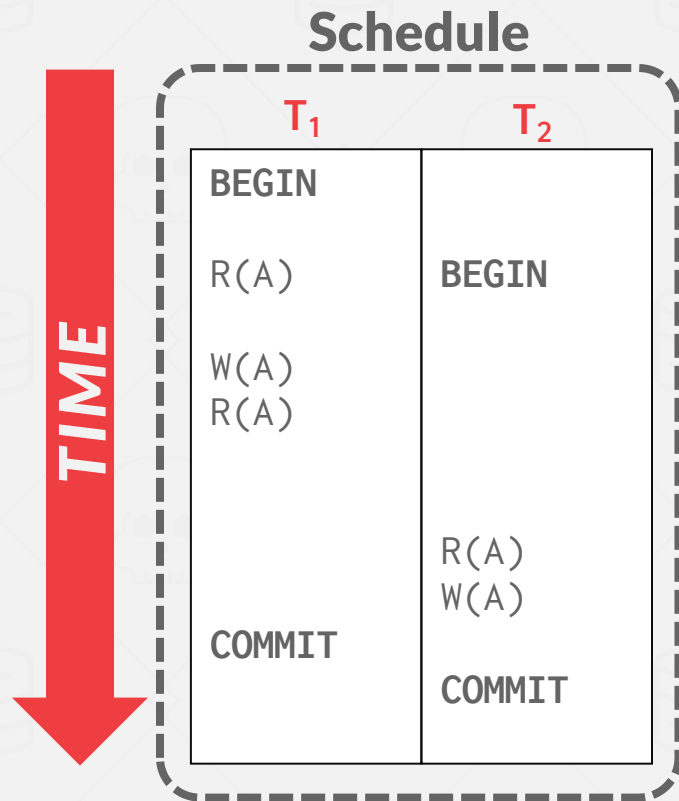 Schedule
TIME
T₁ T₂
BEGIN
R(A) BEGIN
W(A)
R(A)
R(A)
W(A)
COMMIT
COMMIT